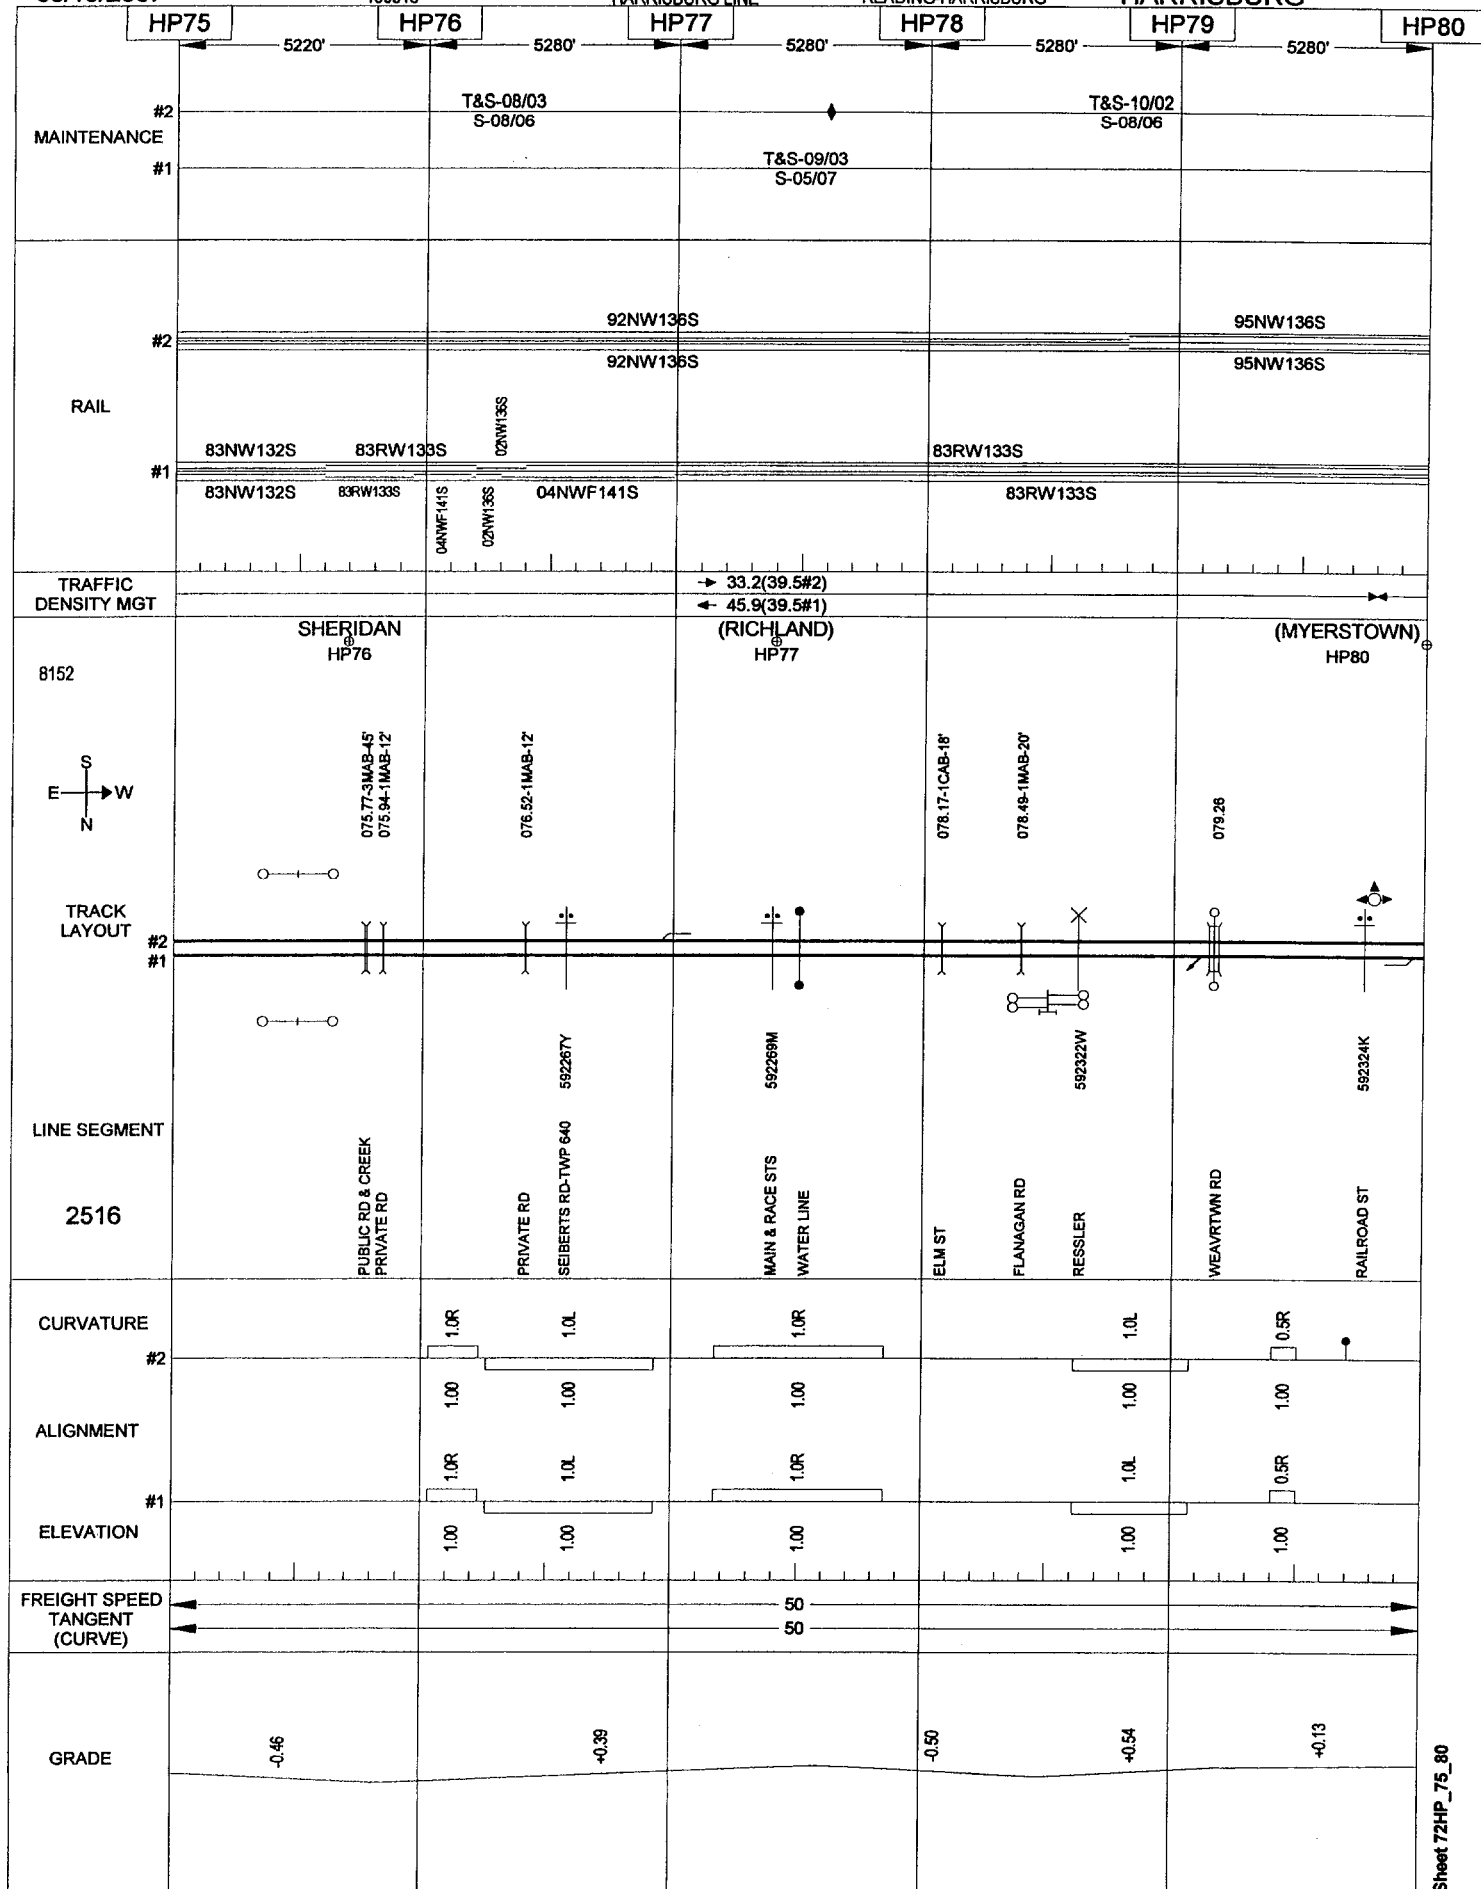 HARRISBURG
HP75 HP76 HP77 HP78 HP79 HP80
5220' 5280' 5280' 5280' 5280'
MAINTENANCE
#2 T&S-08/03 T&S-10/02
S-08/06 S-08/06
#1 T&S-09/03
S-05/07
RAIL
92NW136S 95NW136S
#2
92NW136S 95NW136S
02NW136S
83NW132S 83RW133S 83RW133S
#1
83NW132S 83RW133S 04NWF141S 02NW136S 04NWF141S 83RW133S
TRAFFIC
DENSITY MGT
33.2(39.5#2)
45.9(39.5#1)
SHERIDAN (RICHLAND) (MYERSTOWN)
HP76 HP77 HP80
8152
S
E W
N
075.77-3MAB-45'
075.94-1MAB-12'
076.52-1MAB-12'
078.17-1CAB-18'
078.49-1MAB-20'
079.26
TRACK
LAYOUT
#2
#1
592267Y
592269M
592322W
592324K
LINE SEGMENT
2516
PUBLIC RD & CREEK
PRIVATE RD
PRIVATE RD
SEIBERTS RD-TWP 640
MAIN & RACE STS
WATER LINE
ELM ST
FLANAGAN RD
RESSLER
WEAVRTWN RD
RAILROAD ST
CURVATURE
1.0R 1.0L 1.0R 1.0L 0.5R
#2
1.00 1.00 1.00 1.00 1.00
ALIGNMENT
1.0R 1.0L 1.0R 1.0L 0.5R
#1
ELEVATION
1.00 1.00 1.00 1.00 1.00
FREIGHT SPEED
TANGENT
(CURVE)
50
50
GRADE
-0.46 +0.39 -0.50 +0.54 +0.13
Sheet 72HP_75_80